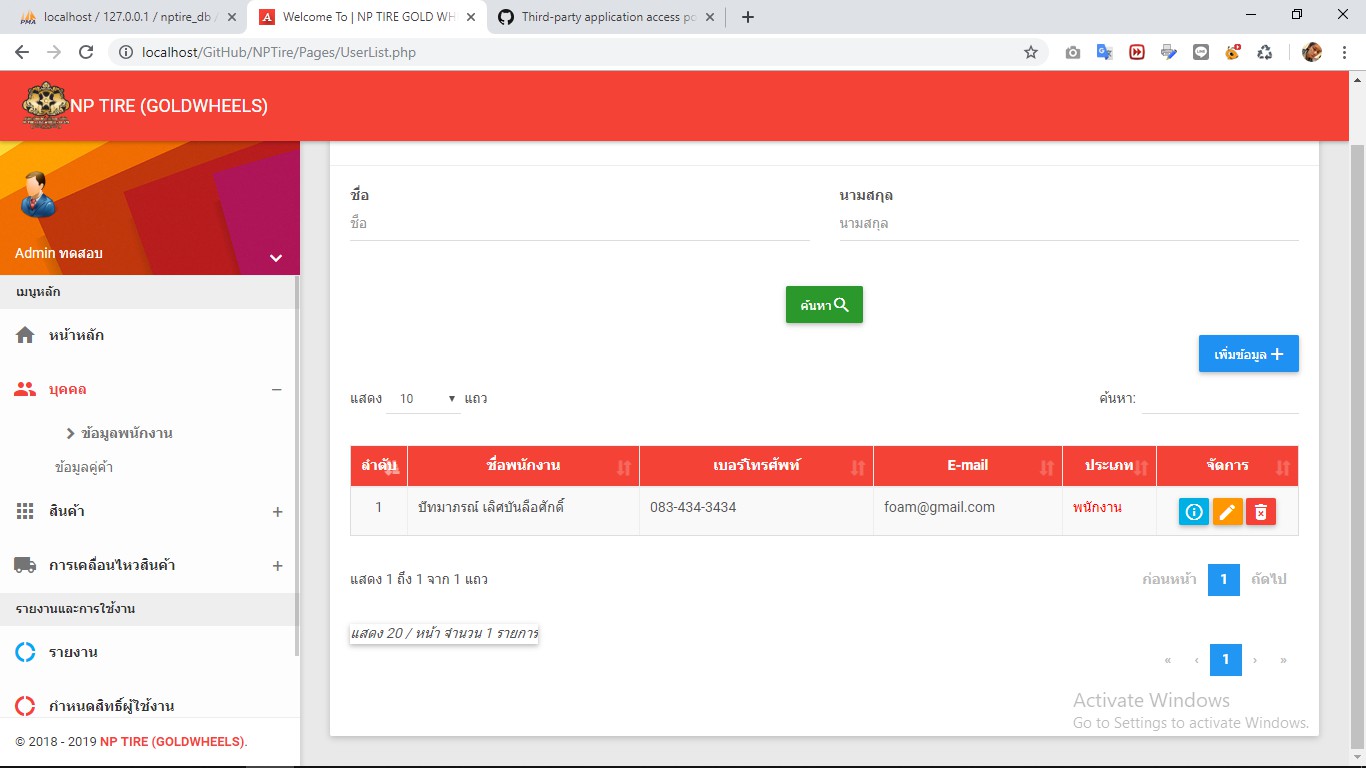 localhost / 127.0.0.1 / nptire_db /
Welcome To | NP TIRE GOLD WH
Third-party application access po
localhost/GitHub/NPTire/Pages/UserList.php
NP TIRE (GOLDWHEELS)
Admin ทดสอบ
เมนูหลัก
หน้าหลัก
บุคคล
ข้อมูลพนักงาน
ข้อมูลคู่ค้า
สินค้า
การเคลื่อนไหวสินค้า
รายงานและการใช้งาน
รายงาน
กำหนดสิทธิ์ผู้ใช้งาน
© 2018 - 2019 NP TIRE (GOLDWHEELS).
ชื่อ นามสกุล
ชื่อ นามสกุล
ค้นหา
เพิ่มข้อมูล
แสดง 10 แถว ค้นหา:
ลำดับ ชื่อพนักงาน เบอร์โทรศัพท์ E-mail ประเภท จัดการ
1 ปัทมาภรณ์ เลิศบันลือศักดิ์ 083-434-3434 foam@gmail.com พนักงาน
แสดง 1 ถึง 1 จาก 1 แถว ก่อนหน้า 1 ถัดไป
แสดง 20 / หน้า จำนวน 1 รายการ
« ‹ 1 › »
Activate Windows
Go to Settings to activate Windows.